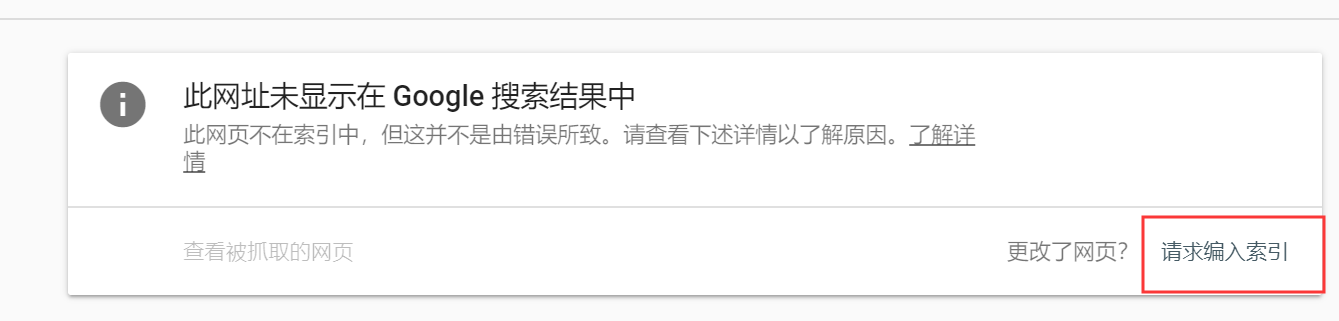 此网址未显示在 Google 搜索结果中
此网页不在索引中，但这并不是由错误所致。请查看下述详情以了解原因。了解详
情
查看被抓取的网页 更改了网页？ 请求编入索引